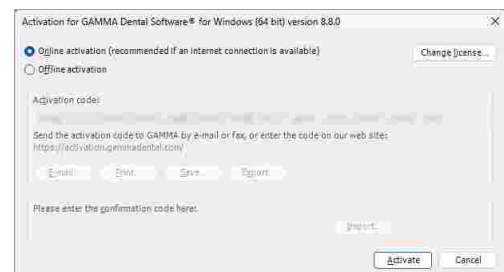 Activation for GAMMA Dental Software® for Windows (64 bit) version 8.8.0
Online activation (recommended if an internet connection is available)
Change license...
Offline activation
Activation code:
Send the activation code to GAMMA by e-mail or fax, or enter the code on our web site:
https://activation.gammadental.com/
E-mail
Print
Save...
Export
Please enter the confirmation code here:
Import
Activate
Cancel